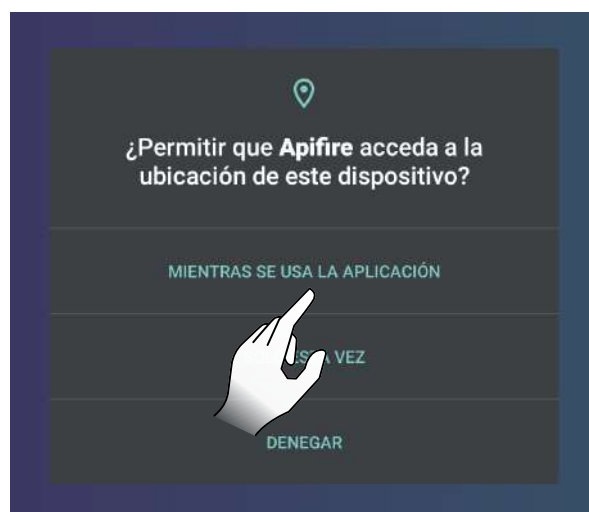 ¿Permitir que Apifire acceda a la
ubicación de este dispositivo?
MIENTRAS SE USA LA APLICACIÓN
VEZ
DENEGAR